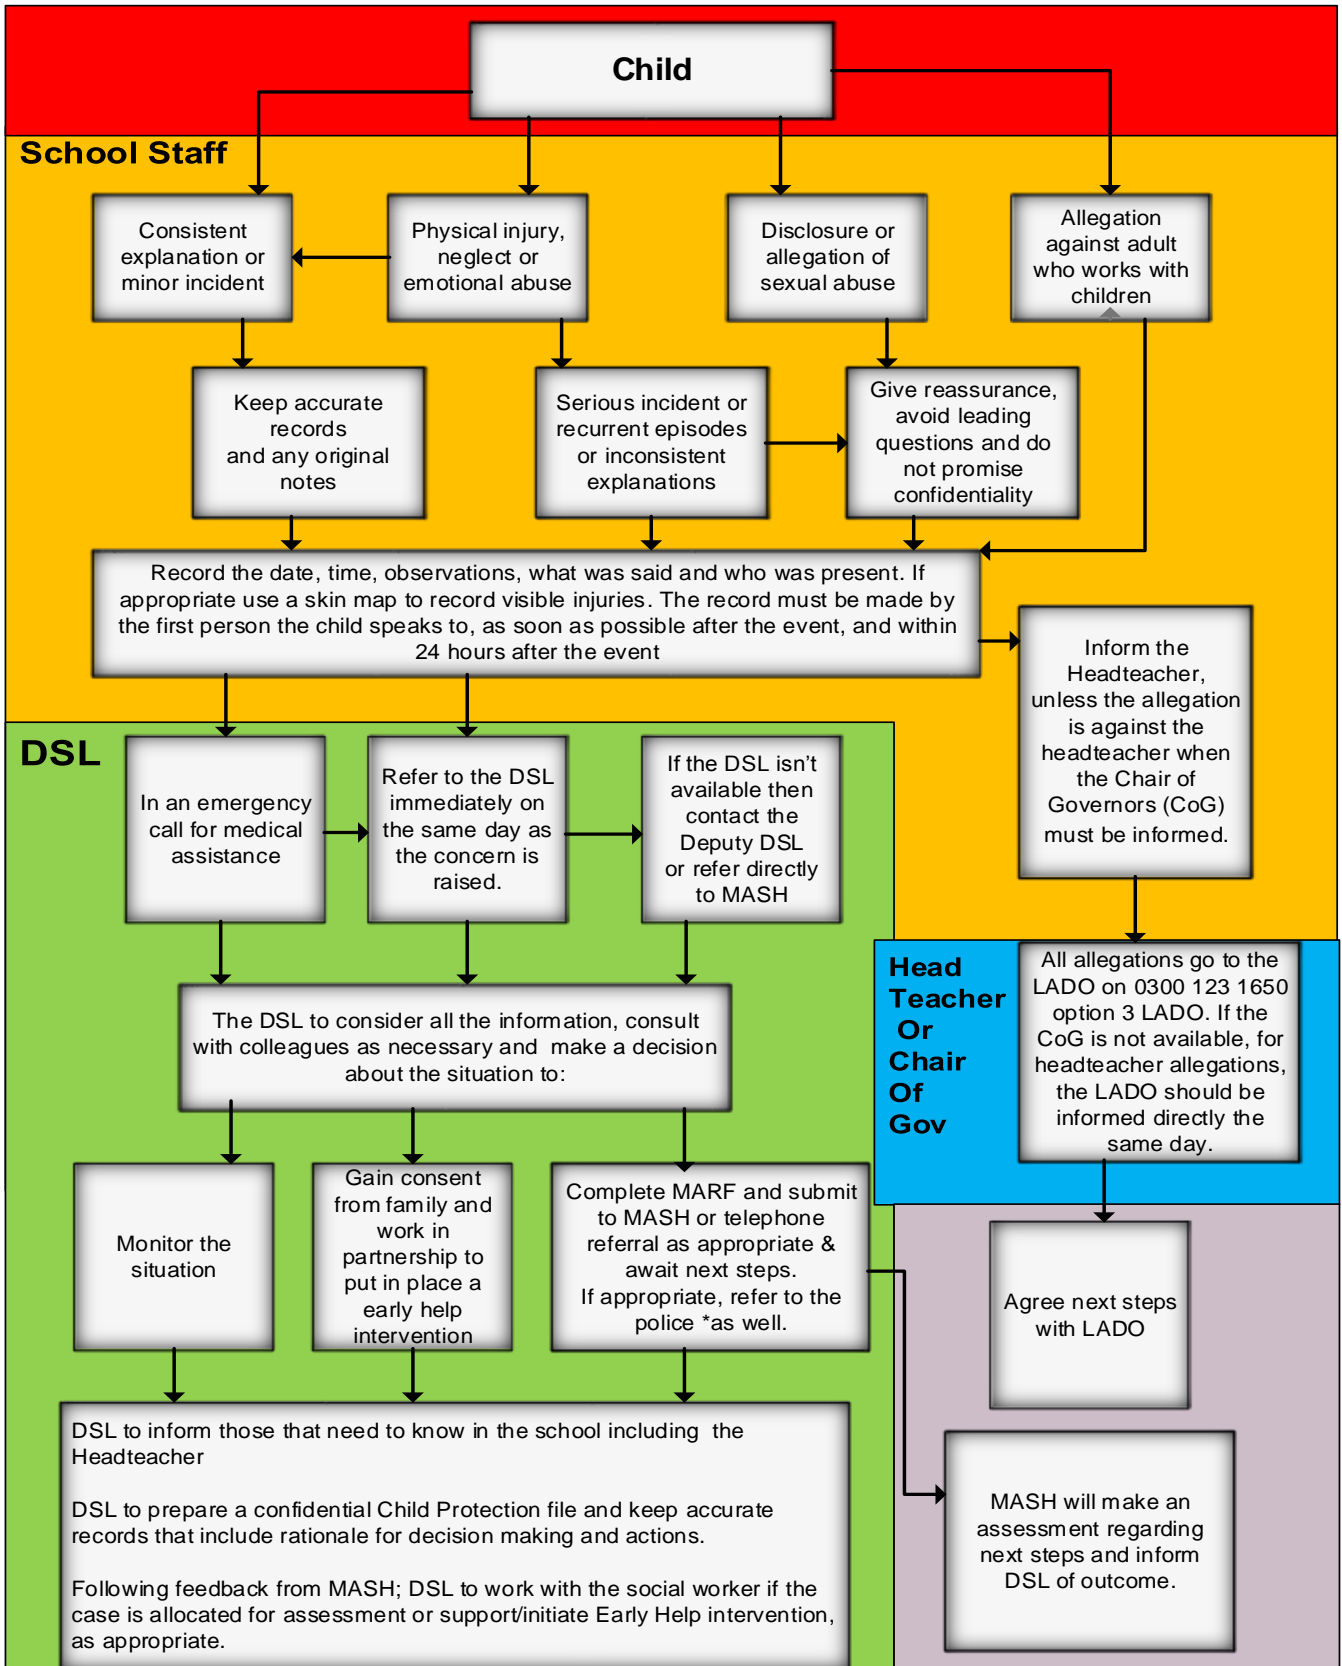 Child
School Staff
Consistent
explanation or
minor incident
Physical injury,
neglect or
emotional abuse
Disclosure or
allegation of
sexual abuse
Allegation
against adult
who works with
children
Keep accurate
records
and any original
notes
Serious incident or
recurrent episodes
or inconsistent
explanations
Give reassurance,
avoid leading
questions and do
not promise
confidentiality
Record the date, time, observations, what was said and who was present. If
appropriate use a skin map to record visible injuries. The record must be made by
the first person the child speaks to, as soon as possible after the event, and within
24 hours after the event
Inform the
Headteacher,
unless the allegation
is against the
headteacher when
the Chair of
Governors (CoG)
must be informed.
DSL
In an emergency
call for medical
assistance
Refer to the DSL
immediately on
the same day as
the concern is
raised.
If the DSL isn't
available then
contact the
Deputy DSL
or refer directly
to MASH
Head
Teacher
Or
Chair
Of
Gov
All allegations go to the
LADO on 0300 123 1650
option 3 LADO. If the
CoG is not available, for
headteacher allegations,
the LADO should be
informed directly the
same day.
The DSL to consider all the information, consult
with colleagues as necessary and make a decision
about the situation to:
Monitor the
situation
Gain consent
from family and
work in
partnership to
put in place a
early help
intervention
Complete MARF and submit
to MASH or telephone
referral as appropriate &
await next steps.
If appropriate, refer to the
police *as well.
Agree next steps
with LADO
DSL to inform those that need to know in the school including the
Headteacher
DSL to prepare a confidential Child Protection file and keep accurate
records that include rationale for decision making and actions.
Following feedback from MASH; DSL to work with the social worker if the
case is allocated for assessment or support/initiate Early Help intervention,
as appropriate.
MASH will make an
assessment regarding
next steps and inform
DSL of outcome.